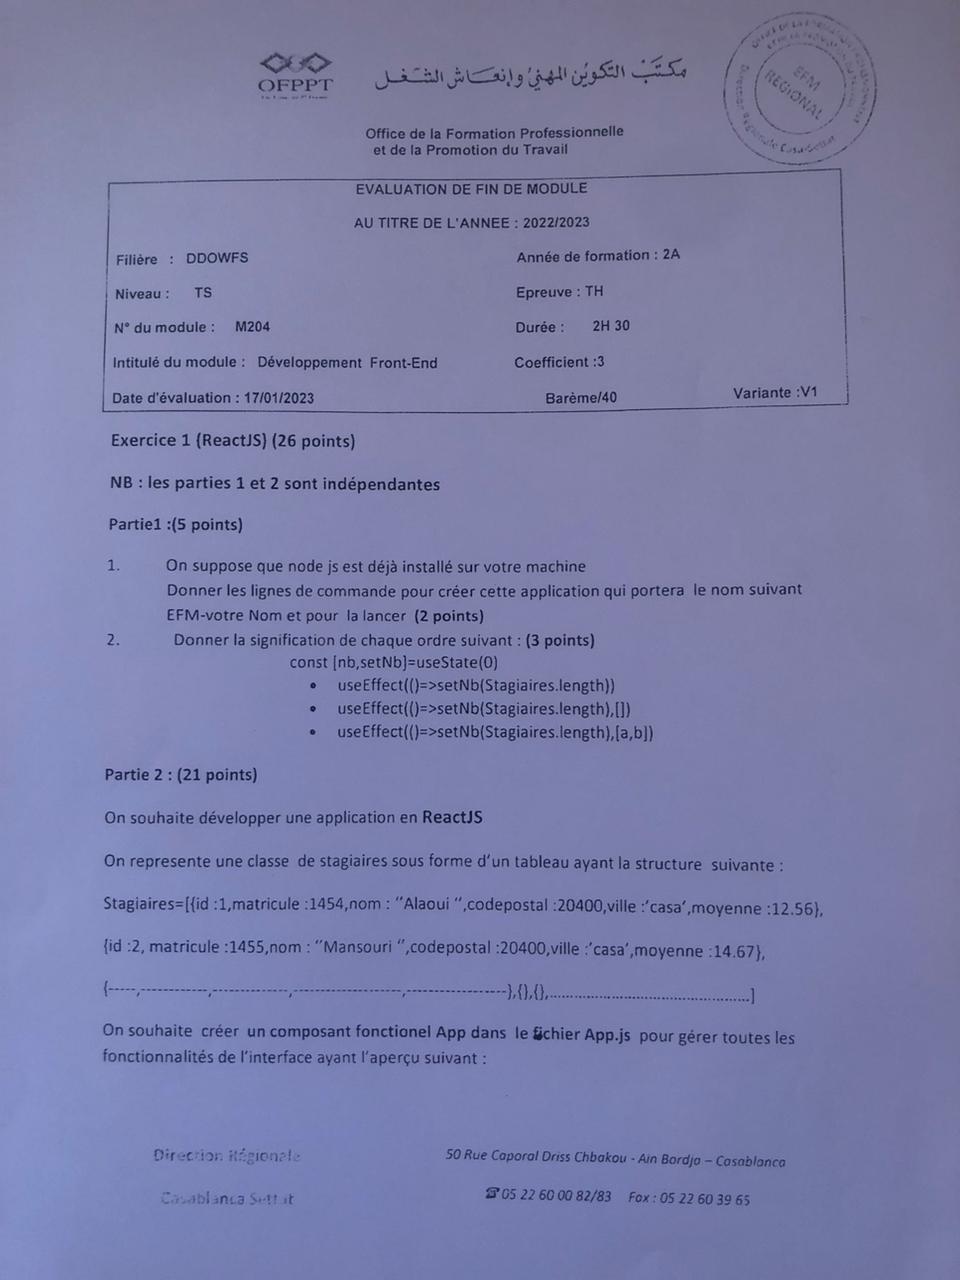 OFPPT
مكتب التكوين المهني وإنعاش الشغل
EFM
REGIONAL
Office de la Formation Professionnelle
et de la Promotion du Travail
EVALUATION DE FIN DE MODULE
AU TITRE DE L'ANNEE : 2022/2023
Filière : DDOWFS
Année de formation : 2A
Niveau : TS
Epreuve : TH
N° du module : M204
Durée : 2H 30
Intitulé du module : Développement Front-End
Coefficient :3
Date d'évaluation : 17/01/2023
Barème/40
Variante :V1
Exercice 1 (ReactJS) (26 points)
NB : les parties 1 et 2 sont indépendantes
Partie1 :(5 points)
1. On suppose que node js est déjà installé sur votre machine
Donner les lignes de commande pour créer cette application qui portera le nom suivant
EFM-votre Nom et pour la lancer (2 points)
2. Donner la signification de chaque ordre suivant : (3 points)
const [nb,setNb]=useState(0)
• useEffect(()=>setNb(Stagiaires.length))
• useEffect(()=>setNb(Stagiaires.length),[])
• useEffect(()=>setNb(Stagiaires.length),[a,b])
Partie 2 : (21 points)
On souhaite développer une application en ReactJS
On represente une classe de stagiaires sous forme d'un tableau ayant la structure suivante :
Stagiaires=[{id :1,matricule :1454,nom : "Alaoui ",codepostal :20400,ville :'casa',moyenne :12.56},
{id :2, matricule :1455,nom : "Mansouri ",codepostal :20400,ville :'casa',moyenne :14.67},
{-----,------------,-------------,-------------------,-----------------},{},{},................................................]
On souhaite créer un composant fonctionel App dans le fichier App.js pour gérer toutes les
fonctionnalités de l'interface ayant l'aperçu suivant :
Direction Régionale
50 Rue Caporal Driss Chbakou - Ain Bordja – Casablanca
Casablanca Settat
☎05 22 60 00 82/83 Fax : 05 22 60 39 65